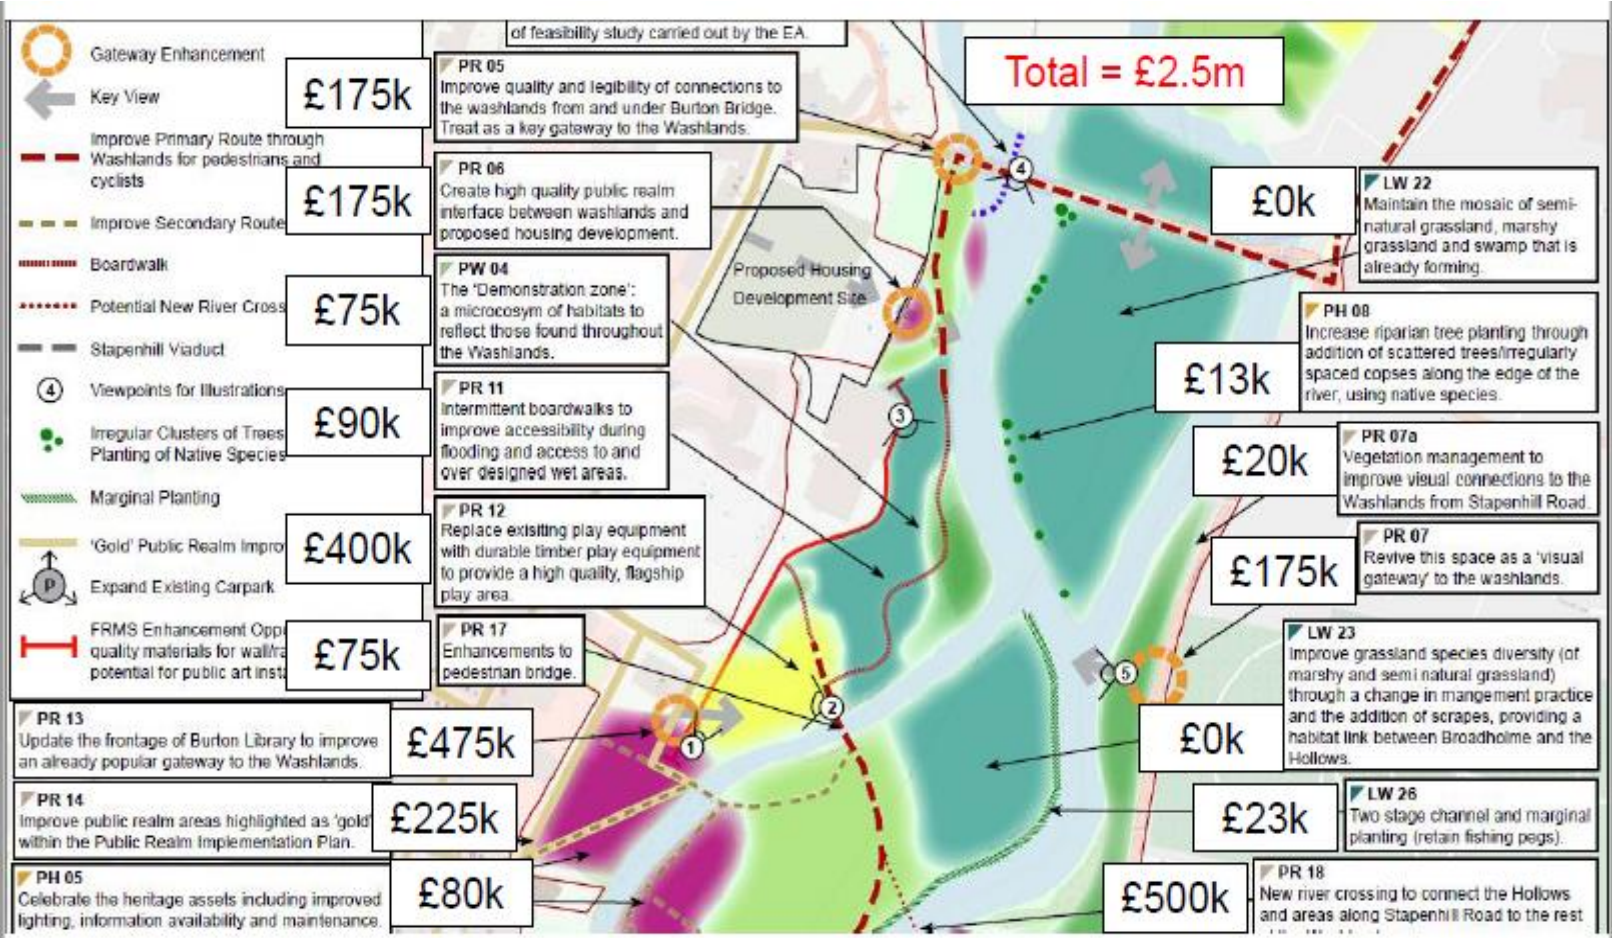 Gateway Enhancement
Key View
Improve Primary Route through
Washlands for pedestrians and
cyclists
Improve Secondary Route
Boardwalk
Potential New River Cross
Stapenhill Viaduct
4
Viewpoints for Illustrations
Irregular Clusters of Trees
Planting of Native Species
Marginal Planting
'Gold' Public Realm Impro
P
Expand Existing Carpark
FRMS Enhancement Oppo
quality materials for wall/ra
potential for public art insta
£175k
£175k
£75k
£90k
£400k
£75k
of feasibility study carried out by the EA.
PR 05
Improve quality and legibility of connections to
the washlands from and under Burton Bridge.
Treat as a key gateway to the Washlands.
PR 06
Create high quality public realm
interface between washlands and
proposed housing development.
PW 04
The 'Demonstration zone':
a microcosym of habitats to
reflect those found throughout
the Washlands.
PR 11
Intermittent boardwalks to
improve accessibility during
flooding and access to and
over designed wet areas.
PR 12
Replace exisiting play equipment
with durable timber play equipment
to provide a high quality, flagship
play area.
PR 17
Enhancements to
pedestrian bridge.
PR 13
Update the frontage of Burton Library to improve
an already popular gateway to the Washlands.
£475k
PR 14
Improve public realm areas highlighted as 'gold'
within the Public Realm Implementation Plan.
£225k
PH 05
Celebrate the heritage assets including improved
lighting, information availability and maintenance.
£80k
Proposed Housing
Development Site
4
3
2
1
5
Total = £2.5m
£0k
LW 22
Maintain the mosaic of semi-
natural grassland, marshy
grassland and swamp that is
already forming.
£13k
PH 08
Increase riparian tree planting through
addition of scattered trees/irregularly
spaced copses along the edge of the
river, using native species.
£20k
PR 07a
Vegetation management to
improve visual connections to the
Washlands from Stapenhill Road.
£175k
PR 07
Revive this space as a 'visual
gateway' to the washlands.
£0k
LW 23
Improve grassland species diversity (of
marshy and semi natural grassland)
through a change in mangement practice
and the addition of scrapes, providing a
habitat link between Broadholme and the
Hollows.
£23k
LW 26
Two stage channel and marginal
planting (retain fishing pegs).
£500k
PR 18
New river crossing to connect the Hollows
and areas along Stapenhill Road to the rest